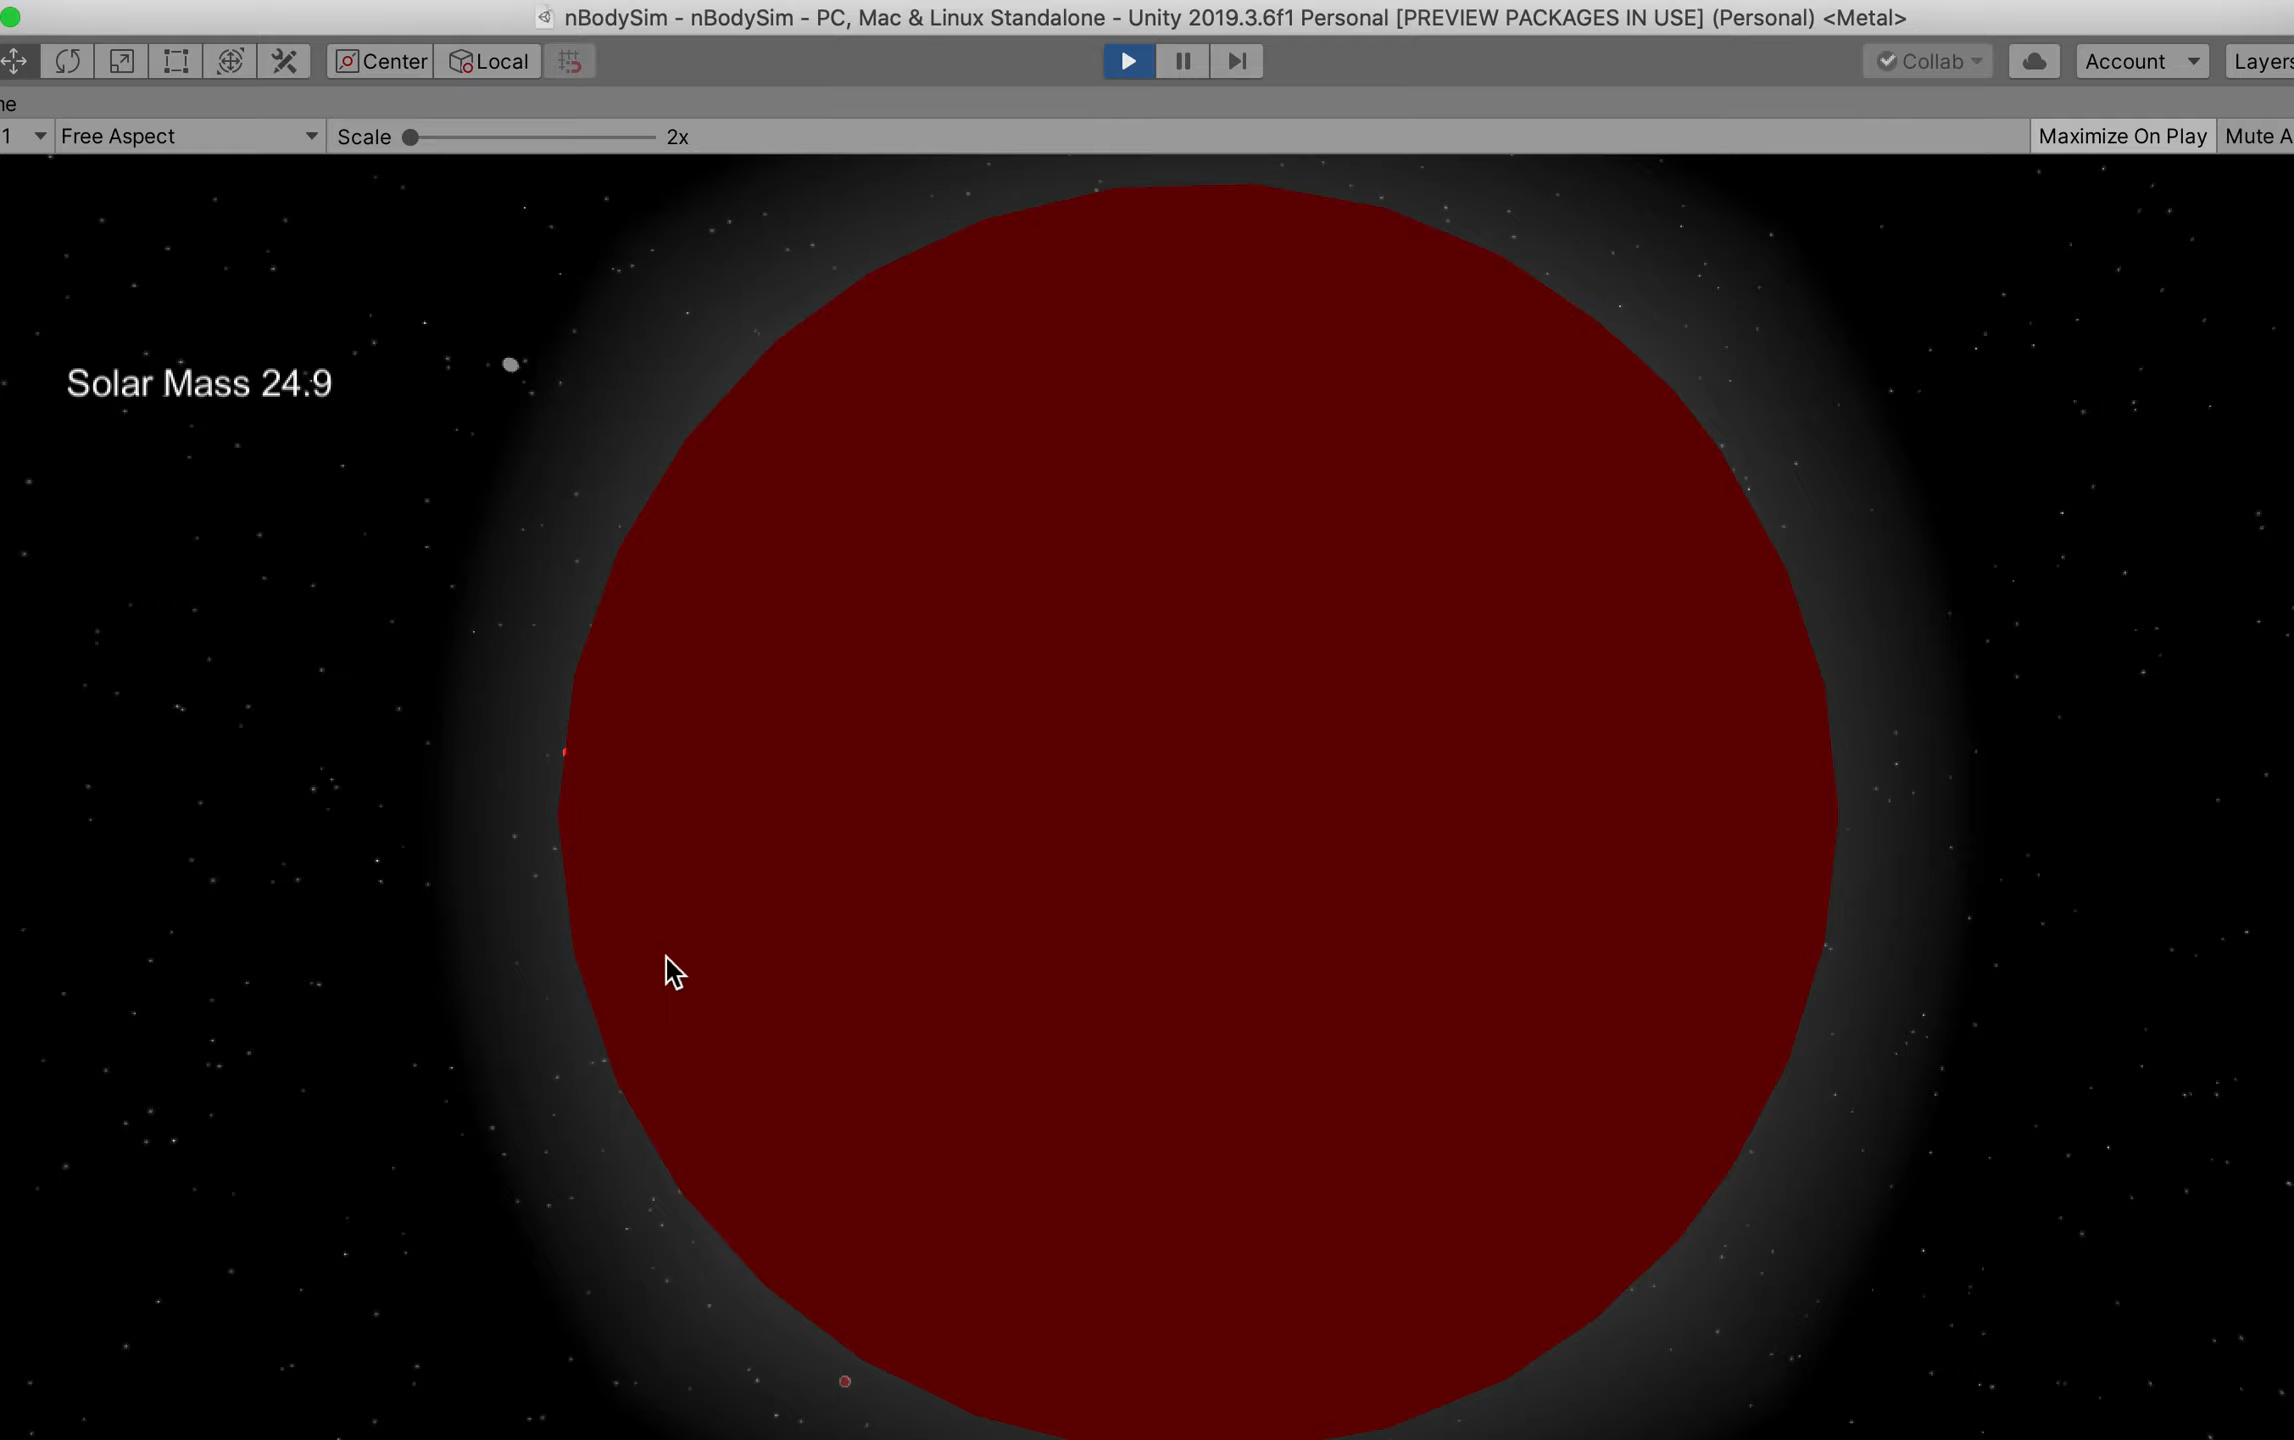 nBodySim - nBodySim - PC, Mac & Linux Standalone - Unity 2019.3.6f1 Personal [PREVIEW PACKAGES IN USE] (Personal) <Metal>
Center Local Collab Account Layers
ne
1 Free Aspect Scale 2x Maximize On Play Mute A
Solar Mass 24.9